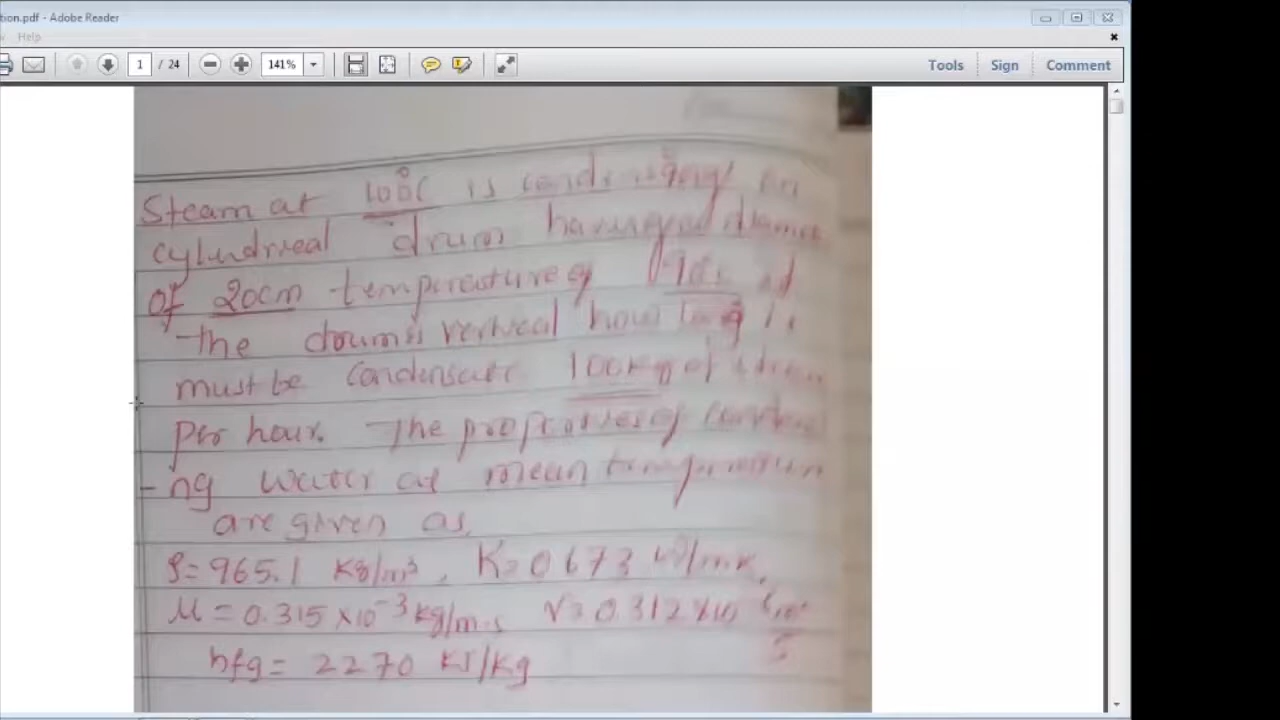 tion.pdf - Adobe Reader
Help
1 / 24 141% Tools Sign Comment
Steam at 100°C is condensing on
cylindrical drum having a
of 20cm temperature of
the drum is vertical how long is
must be condensate 100kg of steam
per hour. The properties of
-ng water at mean temperature
are given as,
ρ= 965.1 Kg/m³, K=0.673 W/mK,
μ = 0.315 ×10⁻³ kg/m.s
hfg= 2270 KJ/Kg